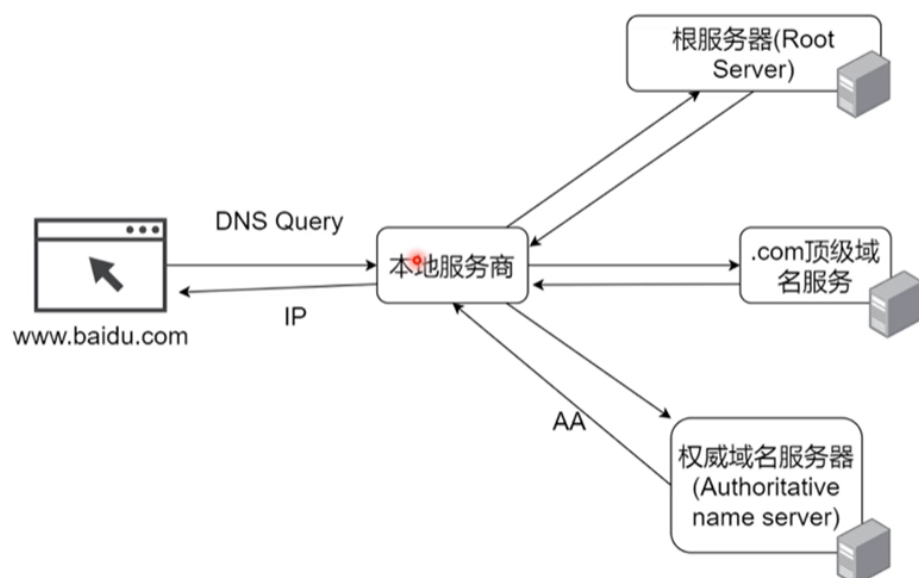 根服务器(Root
Server)
DNS Query
本地服务商
.com顶级域
名服务
IP
www.baidu.com
AA
权威域名服务器
(Authoritative
name server)